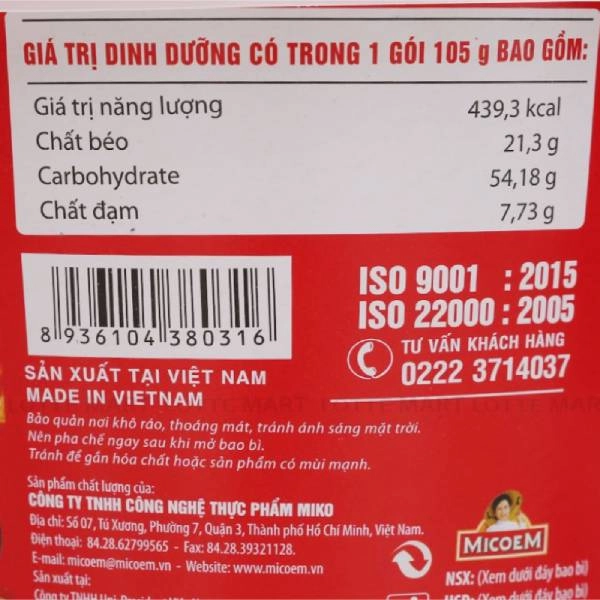 GIÁ TRỊ DINH DƯỠNG CÓ TRONG 1 GÓI 105 g BAO GỒM:
Giá trị năng lượng 439,3 kcal
Chất béo 21,3 g
Carbohydrate 54,18 g
Chất đạm 7,73 g
8 936104 380316
ISO 9001 : 2015
ISO 22000 : 2005
TƯ VẤN KHÁCH HÀNG
0222 3714037
SẢN XUẤT TẠI VIỆT NAM
MADE IN VIETNAM
LOTTE MART LOTTE MART LOTTE MART
Bảo quản nơi khô ráo, thoáng mát, tránh ánh sáng mặt trời.
Nên pha chế ngay sau khi mở bao bì.
Tránh để gần hóa chất hoặc sản phẩm có mùi mạnh.
Sản phẩm chất lượng của:
CÔNG TY TNHH CÔNG NGHỆ THỰC PHẨM MIKO
Địa chỉ: Số 07, Tú Xương, Phường 7, Quận 3, Thành phố Hồ Chí Minh, Việt Nam.
Điện thoại: 84.28.62799565 - Fax: 84.28.39321128.
E-mail: micoem@micoem.vn - Website: www.micoem.vn
Sản xuất tại:
MICOEM
NSX: (Xem dưới đáy bao bì)